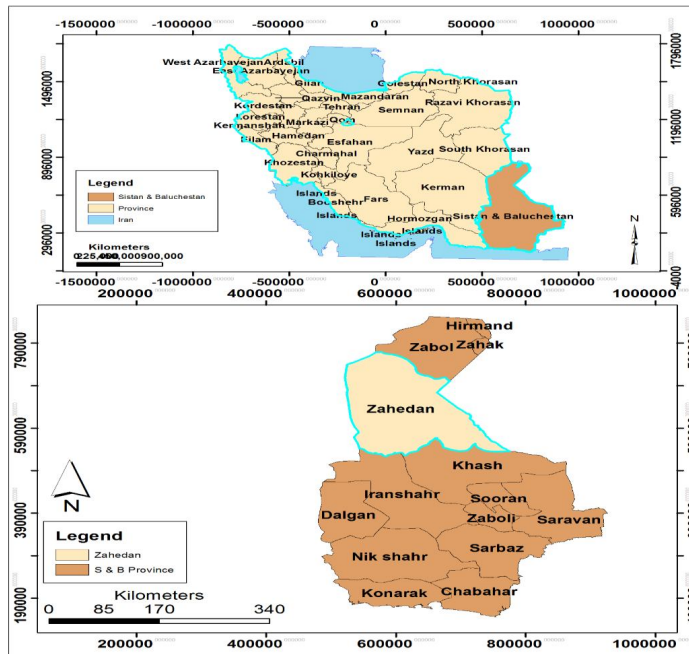 -1500000 -1000000 -500000 0 500000 1000000
West Azarbayejan Ardabil
East Azarbayejan
Gilan
Golestan North Khorasan
Qazvin Mazandaran
Kordestan Tehran Semnan Razavi Khorasan
Lorestan Markazi Qom
Kermanshah
Hamedan
Ilam Esfahan
Charmahal Yazd South Khorasan
Khozestan
Kohkiloye Kerman
Islands Fars
Booshehr
Islands Hormozgan Sistan & Baluchestan
Islands Islands
Islands
1496000
896000
296000
1796000
1196000
596000
-4000
Legend
Sistan & Baluchestan
Province
Iran
Kilometers
N
-1500000 -1000000 -500000 0 500000 1000000
200000 400000 600000 800000 1000000
Hirmand
Zabol Zahak
Zahedan
Khash
Iranshahr Sooran
Dalgan Zaboli Saravan
Nik shahr Sarbaz
Konarak Chabahar
790000
590000
390000
190000
N
Legend
Zahedan
S & B Province
Kilometers
0 85 170 340
200000 400000 600000 800000 1000000